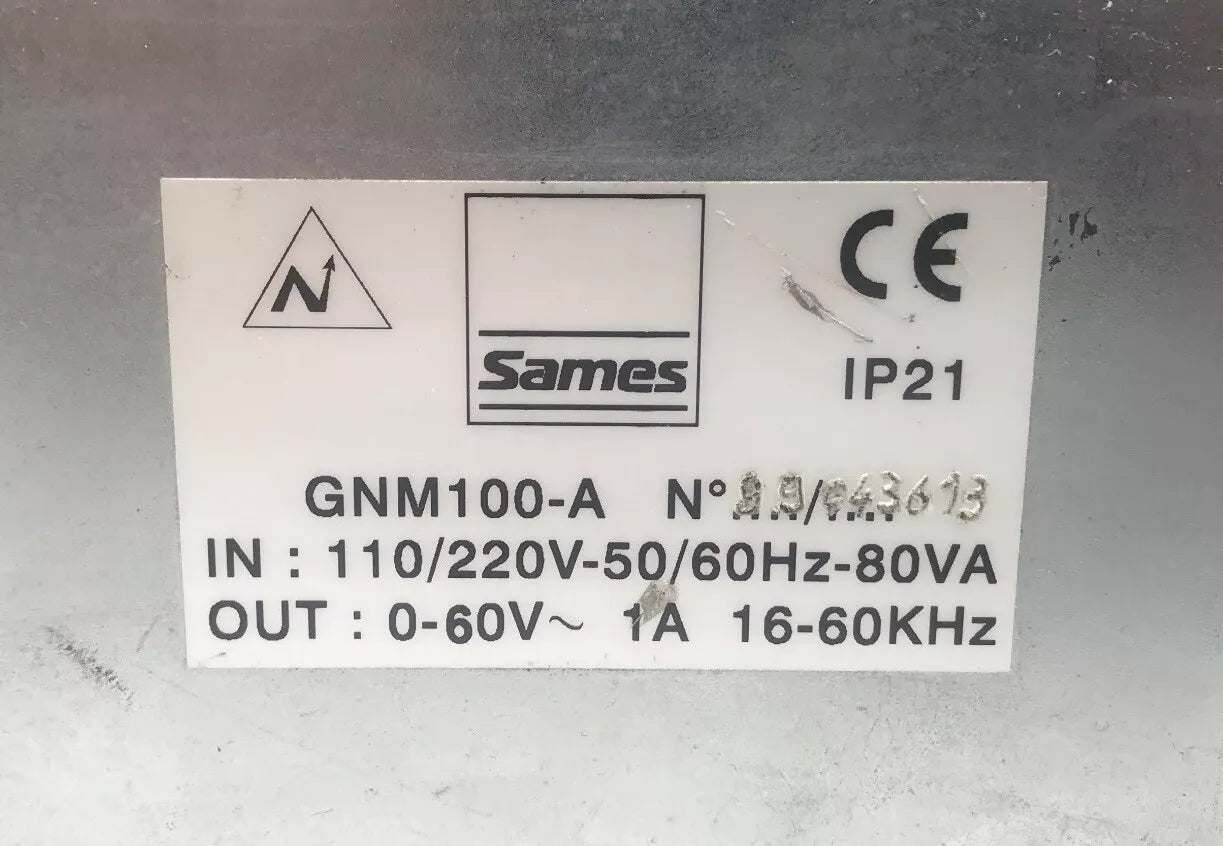 N
Sames
CE
IP21
GNM100-A N°
IN : 110/220V-50/60Hz-80VA
OUT : 0-60V~ 1A 16-60KHz